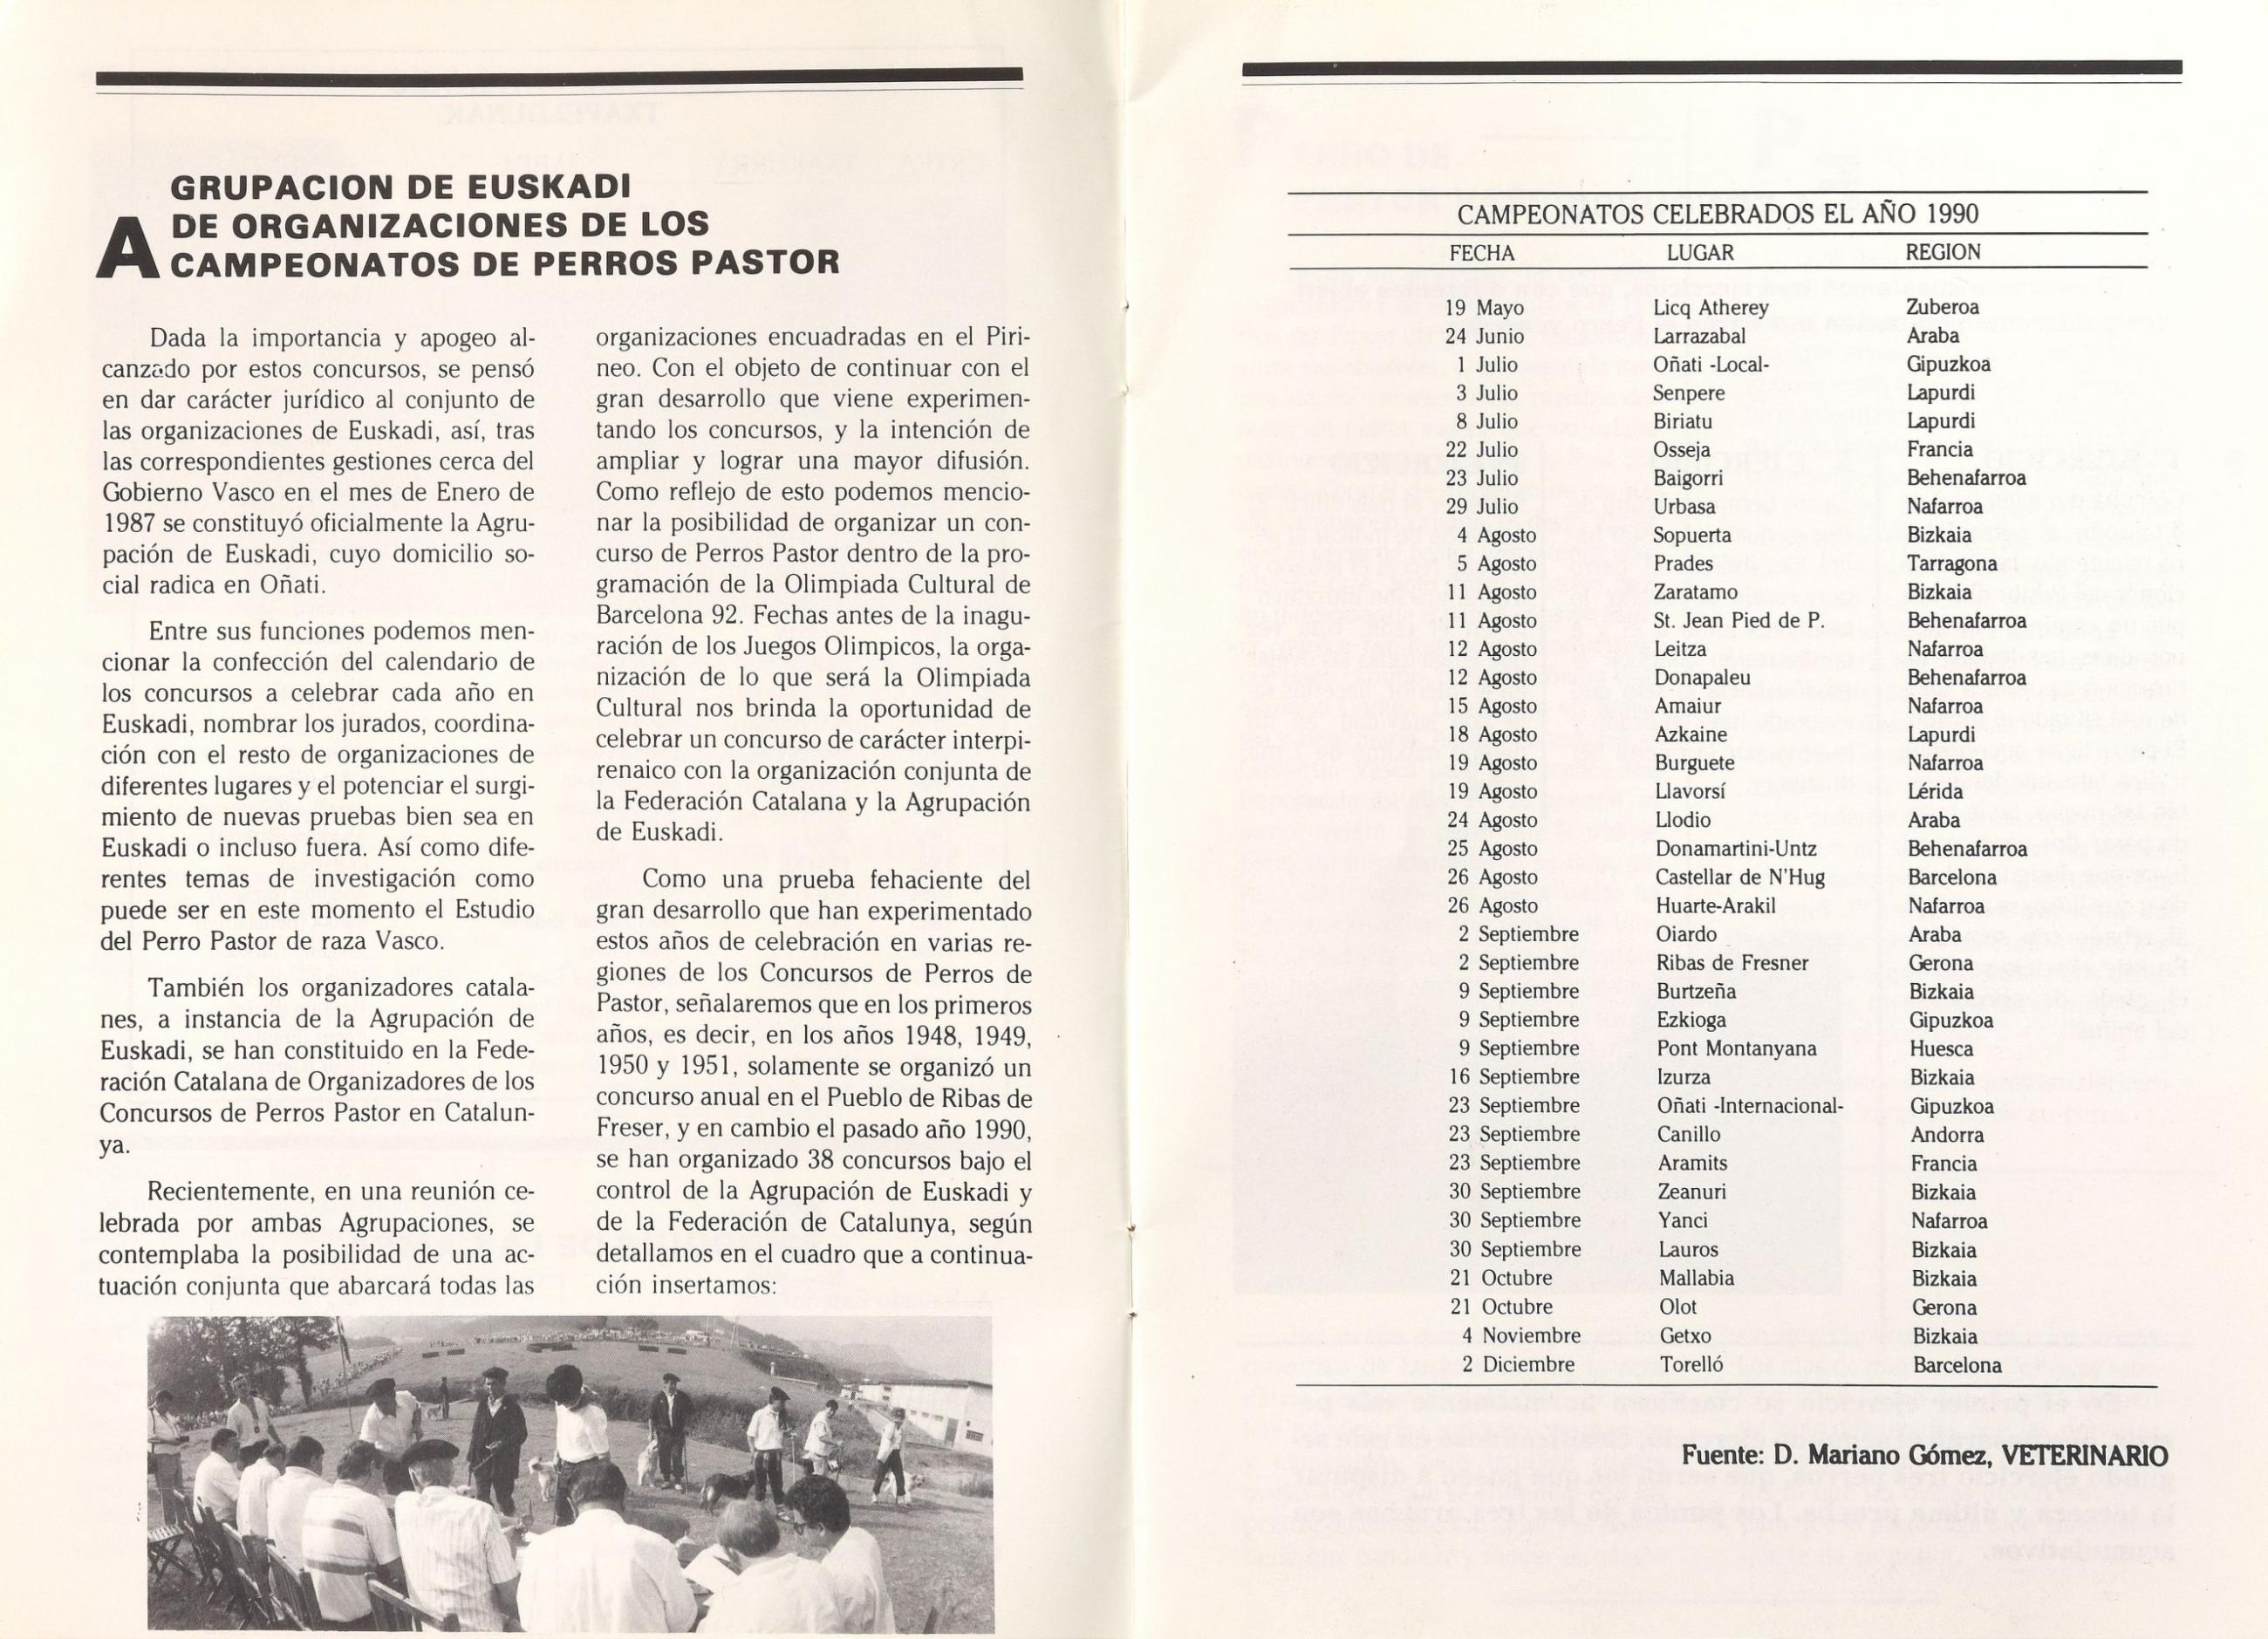 AGRUPACION DE EUSKADI
DE ORGANIZACIONES DE LOS
CAMPEONATOS DE PERROS PASTOR
Dada la importancia y apogeo al-
canzado por estos concursos, se pensó
en dar carácter jurídico al conjunto de
las organizaciones de Euskadi, así, tras
las correspondientes gestiones cerca del
Gobierno Vasco en el mes de Enero de
1987 se constituyó oficialmente la Agru-
pación de Euskadi, cuyo domicilio so-
cial radica en Oñati.
Entre sus funciones podemos men-
cionar la confección del calendario de
los concursos a celebrar cada año en
Euskadi, nombrar los jurados, coordina-
ción con el resto de organizaciones de
diferentes lugares y el potenciar el surgi-
miento de nuevas pruebas bien sea en
Euskadi o incluso fuera. Así como dife-
rentes temas de investigación como
puede ser en este momento el Estudio
del Perro Pastor de raza Vasco.
También los organizadores catala-
nes, a instancia de la Agrupación de
Euskadi, se han constituido en la Fede-
ración Catalana de Organizadores de los
Concursos de Perros Pastor en Catalun-
ya.
Recientemente, en una reunión ce-
lebrada por ambas Agrupaciones, se
contemplaba la posibilidad de una ac-
tuación conjunta que abarcará todas las
organizaciones encuadradas en el Piri-
neo. Con el objeto de continuar con el
gran desarrollo que viene experimen-
tando los concursos, y la intención de
ampliar y lograr una mayor difusión.
Como reflejo de esto podemos mencio-
nar la posibilidad de organizar un con-
curso de Perros Pastor dentro de la pro-
gramación de la Olimpiada Cultural de
Barcelona 92. Fechas antes de la inagu-
ración de los Juegos Olimpicos, la orga-
nización de lo que será la Olimpiada
Cultural nos brinda la oportunidad de
celebrar un concurso de carácter interpi-
renaico con la organización conjunta de
la Federación Catalana y la Agrupación
de Euskadi.
Como una prueba fehaciente del
gran desarrollo que han experimentado
estos años de celebración en varias re-
giones de los Concursos de Perros de
Pastor, señalaremos que en los primeros
años, es decir, en los años 1948, 1949,
1950 y 1951, solamente se organizó un
concurso anual en el Pueblo de Ribas de
Freser, y en cambio el pasado año 1990,
se han organizado 38 concursos bajo el
control de la Agrupación de Euskadi y
de la Federación de Catalunya, según
detallamos en el cuadro que a continua-
ción insertamos:
CAMPEONATOS CELEBRADOS EL AÑO 1990
FECHA LUGAR REGION
19 Mayo Licq Atherey Zuberoa
24 Junio Larrazabal Araba
1 Julio Oñati -Local- Gipuzkoa
3 Julio Senpere Lapurdi
8 Julio Biriatu Lapurdi
22 Julio Osseja Francia
23 Julio Baigorri Behenafarroa
29 Julio Urbasa Nafarroa
4 Agosto Sopuerta Bizkaia
5 Agosto Prades Tarragona
11 Agosto Zaratamo Bizkaia
11 Agosto St. Jean Pied de P. Behenafarroa
12 Agosto Leitza Nafarroa
12 Agosto Donapaleu Behenafarroa
15 Agosto Amaiur Nafarroa
18 Agosto Azkaine Lapurdi
19 Agosto Burguete Nafarroa
19 Agosto Llavorsí Lérida
24 Agosto Llodio Araba
25 Agosto Donamartini-Untz Behenafarroa
26 Agosto Castellar de N'Hug Barcelona
26 Agosto Huarte-Arakil Nafarroa
2 Septiembre Oiardo Araba
2 Septiembre Ribas de Fresner Gerona
9 Septiembre Burtzeña Bizkaia
9 Septiembre Ezkioga Gipuzkoa
9 Septiembre Pont Montanyana Huesca
16 Septiembre Izurza Bizkaia
23 Septiembre Oñati -Internacional- Gipuzkoa
23 Septiembre Canillo Andorra
23 Septiembre Aramits Francia
30 Septiembre Zeanuri Bizkaia
30 Septiembre Yanci Nafarroa
30 Septiembre Lauros Bizkaia
21 Octubre Mallabia Bizkaia
21 Octubre Olot Gerona
4 Noviembre Getxo Bizkaia
2 Diciembre Torelló Barcelona
Fuente: D. Mariano Gómez, VETERINARIO